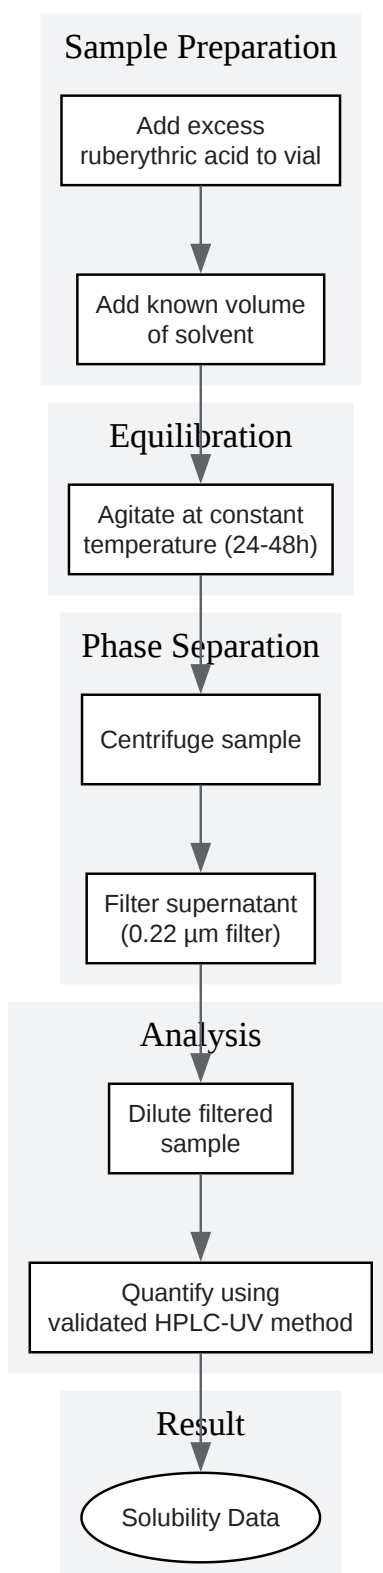 Sample Preparation
Add excess
ruberythric acid to vial
Add known volume
of solvent
Equilibration
Agitate at constant
temperature (24-48h)
Phase Separation
Centrifuge sample
Filter supernatant
(0.22 µm filter)
Analysis
Dilute filtered
sample
Quantify using
validated HPLC-UV method
Result
Solubility Data